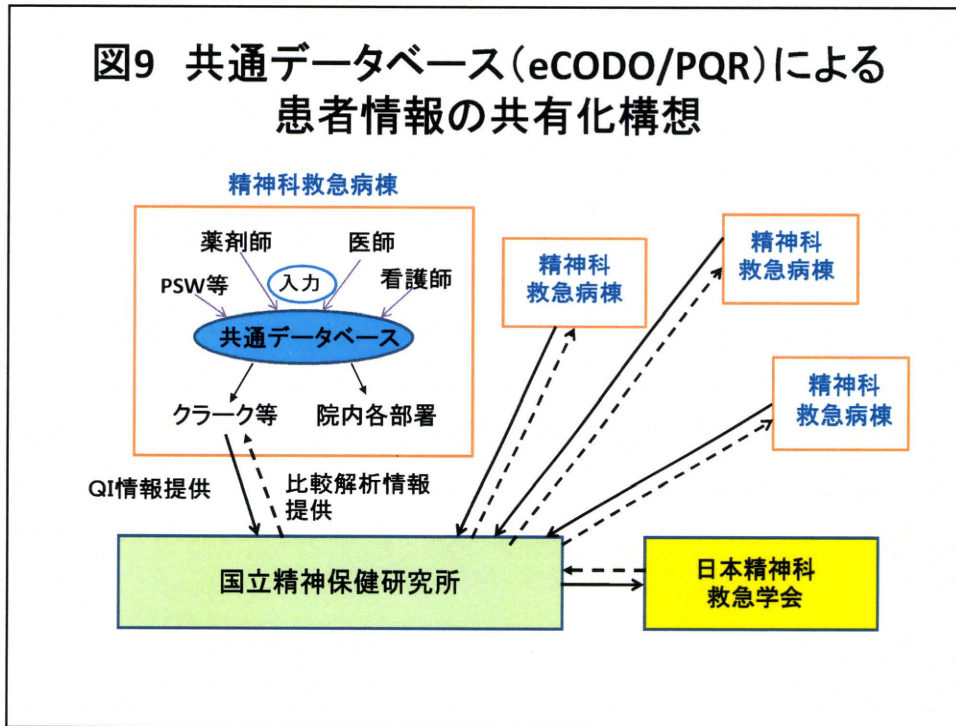 図9 共通データベース(eCODO/PQR)による
患者情報の共有化構想
精神科救急病棟
薬剤師
医師
PSW等
入力
看護師
共通データベース
クラーク等
院内各部署
精神科
救急病棟
精神科
救急病棟
精神科
救急病棟
QI情報提供
比較解析情報
提供
国立精神保健研究所
日本精神科
救急学会